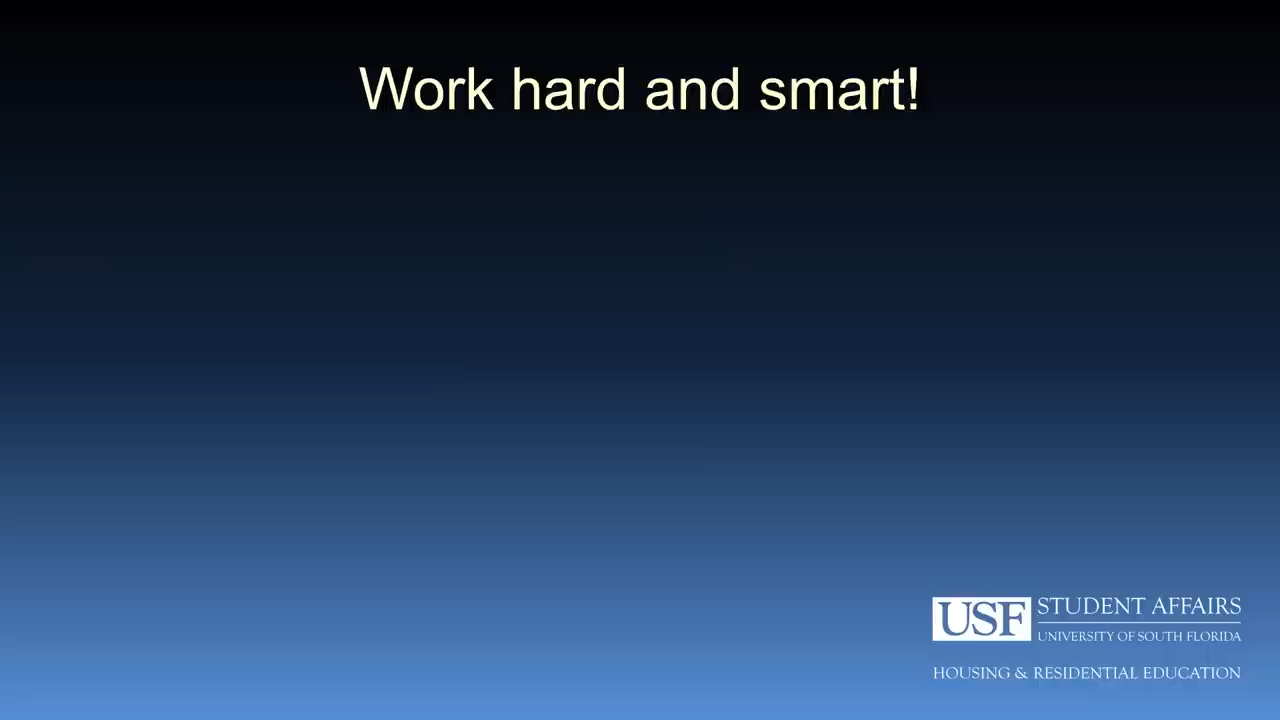 Work hard and smart!
USF STUDENT AFFAIRS
UNIVERSITY OF SOUTH FLORIDA
HOUSING & RESIDENTIAL EDUCATION